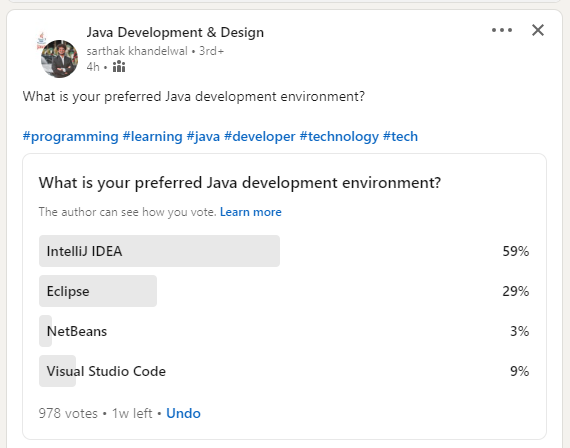 Java Development & Design
sarthak khandelwal • 3rd+
4h •
What is your preferred Java development environment?
#programming #learning #java #developer #technology #tech
What is your preferred Java development environment?
The author can see how you vote. Learn more
IntelliJ IDEA 59%
Eclipse 29%
NetBeans 3%
Visual Studio Code 9%
978 votes • 1w left • Undo